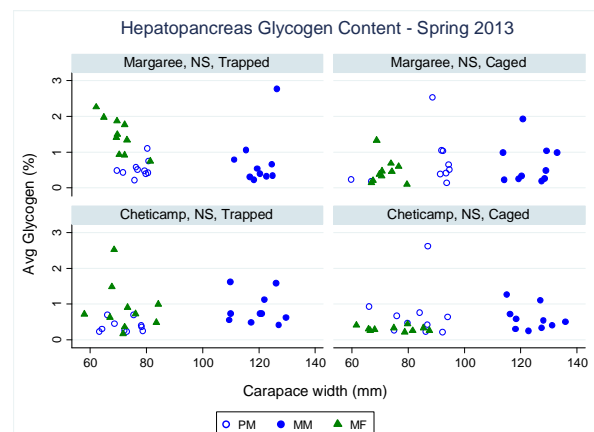 Hepatopancreas Glycogen Content - Spring 2013
Margaree, NS, Trapped
Margaree, NS, Caged
3
2
1
0
Cheticamp, NS, Trapped
Cheticamp, NS, Caged
3
2
1
0
Avg Glycogen (%)
60 80 100 120 140
60 80 100 120 140
Carapace width (mm)
PM MM MF